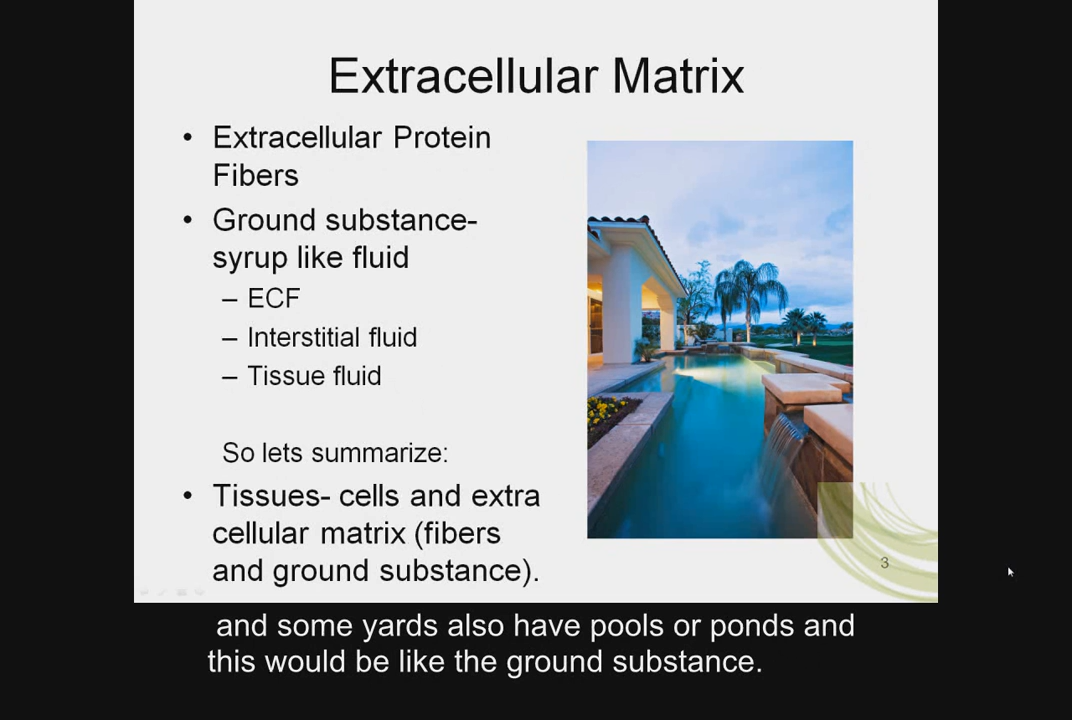 Extracellular Matrix
• Extracellular Protein
Fibers
• Ground substance-
syrup like fluid
– ECF
– Interstitial fluid
– Tissue fluid
So lets summarize:
• Tissues- cells and extra
cellular matrix (fibers
and ground substance).
3
and some yards also have pools or ponds and
this would be like the ground substance.